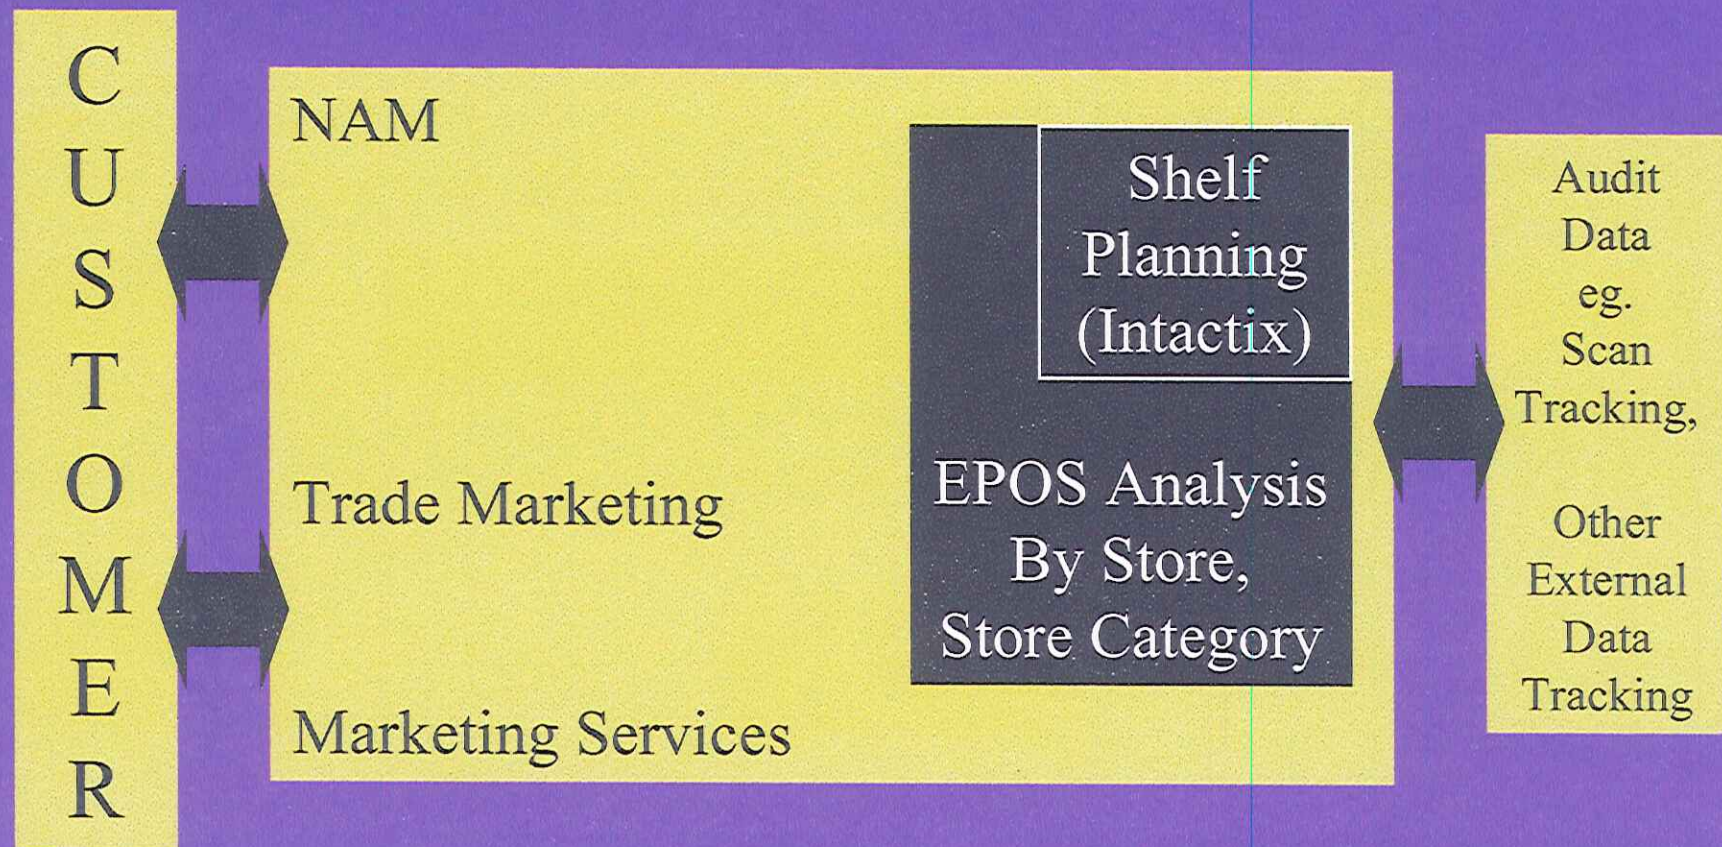 CUSTOMER
NAM
Trade Marketing
Marketing Services
Shelf
Planning
(Intactix)
EPOS Analysis
By Store,
Store Category
Audit
Data
eg.
Scan
Tracking,
Other
External
Data
Tracking